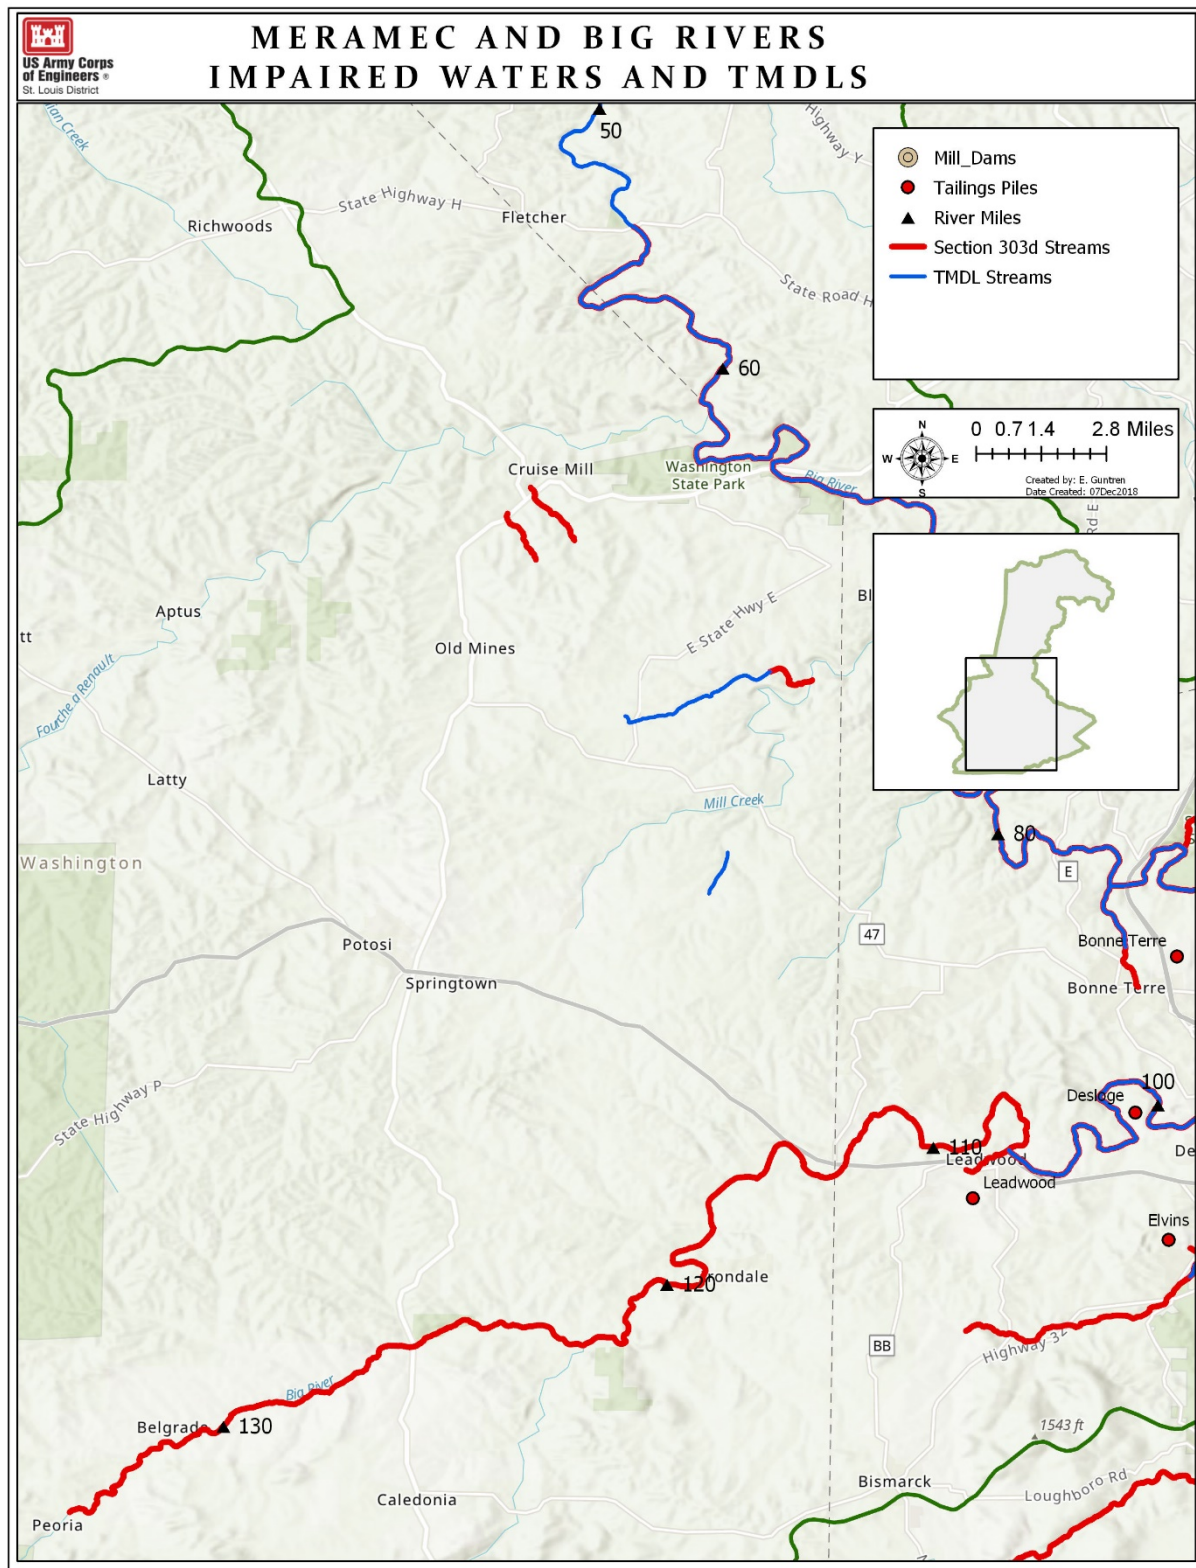 MERAMEC AND BIG RIVERS
IMPAIRED WATERS AND TMDLS
US Army Corps
of Engineers ®
St. Louis District
50
Highway Y
Mill_Dams
Tailings Piles
River Miles
Section 303d Streams
TMDL Streams
State Highway H
Richwoods
Fletcher
State Road H
60
N
W
E
S
0 0.7 1.4 2.8 Miles
Created by: E. Guntren
Date Created: 07Dec2018
Cruise Mill
Washington
State Park
Big River
Rd E
Aptus
Bl
tt
E State Hwy E
Old Mines
Fourche a Renault
Latty
Mill Creek
80
Washington
E
47
Potosi
Bonne Terre
Springtown
Bonne Terre
State Highway P
100
Desloge
110
Leadwood
De
Leadwood
Elvins
120
rondale
BB
Highway 32
Big River
Belgrade
130
1543 ft
Bismarck
Loughboro Rd
Caledonia
Peoria